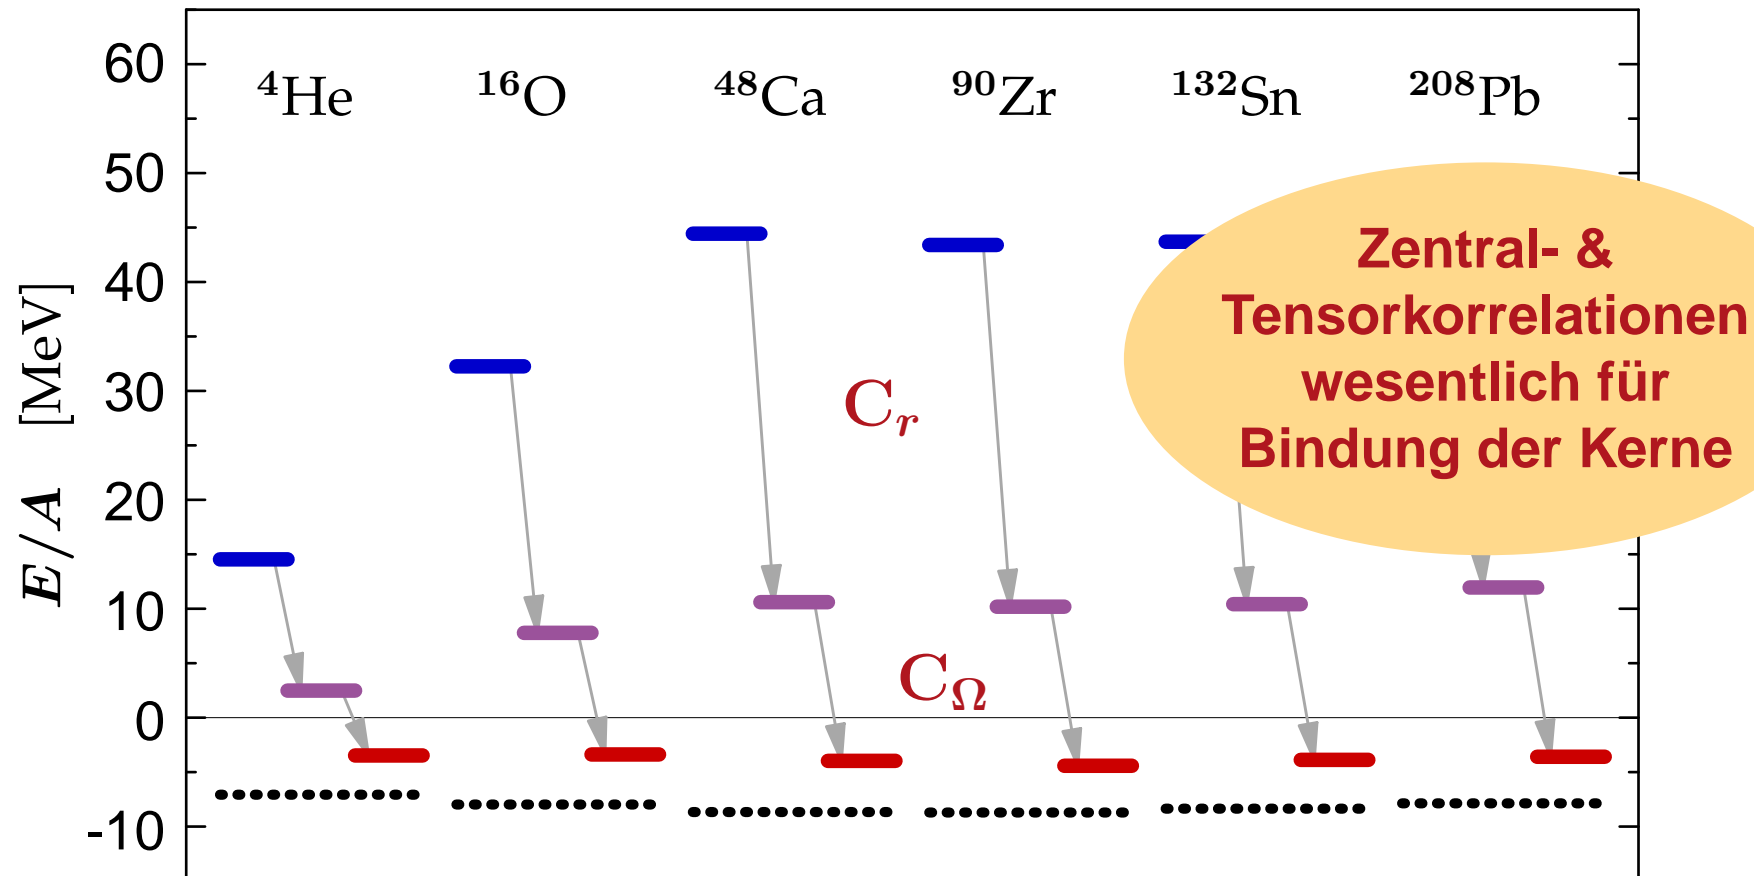 60
50
40
30
20
10
0
-10
E/A [MeV]
⁴He ¹⁶O ⁴⁸Ca ⁹⁰Zr ¹³²Sn ²⁰⁸Pb
Zentral- &
Tensorkorrelationen
wesentlich für
Bindung der Kerne
C_r
C_Ω